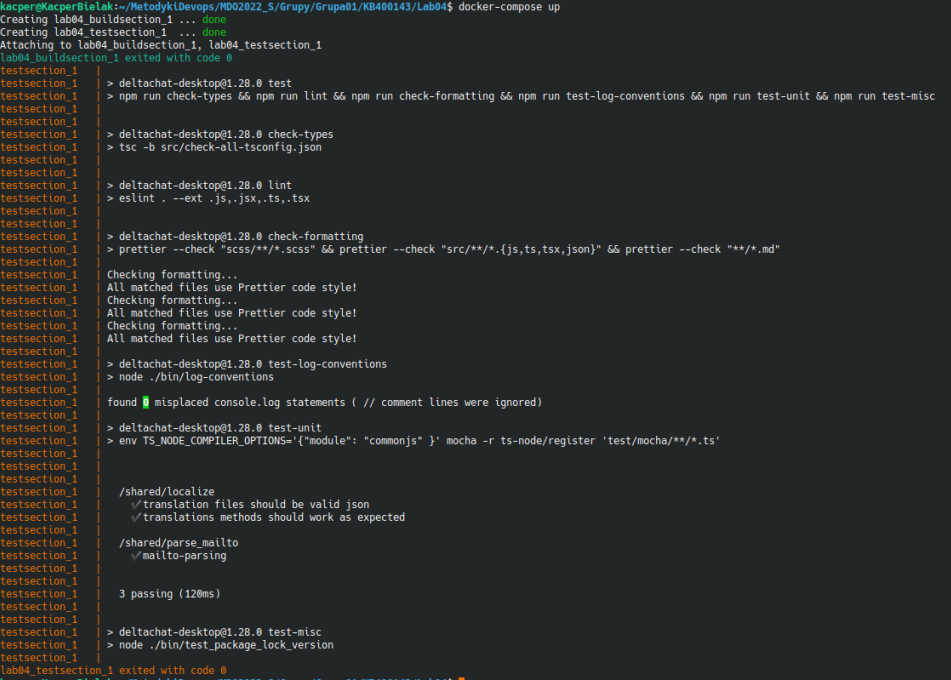 kacper@KacperBielak:~/MetodykiDevops/MDO2022_S/Grupy/Grupa01/KB400143/Lab04$ docker-compose up
Creating lab04_buildsection_1 ... done
Creating lab04_testsection_1  ... done
Attaching to lab04_buildsection_1, lab04_testsection_1
lab04_buildsection_1 exited with code 0
testsection_1   |
testsection_1   | > deltachat-desktop@1.28.0 test
testsection_1   | > npm run check-types && npm run lint && npm run check-formatting && npm run test-log-conventions && npm run test-unit && npm run test-misc
testsection_1   |
testsection_1   |
testsection_1   | > deltachat-desktop@1.28.0 check-types
testsection_1   | > tsc -b src/check-all-tsconfig.json
testsection_1   |
testsection_1   |
testsection_1   | > deltachat-desktop@1.28.0 lint
testsection_1   | > eslint . --ext .js,.jsx,.ts,.tsx
testsection_1   |
testsection_1   |
testsection_1   | > deltachat-desktop@1.28.0 check-formatting
testsection_1   | > prettier --check "scss/**/*.scss" && prettier --check "src/**/*.{js,ts,tsx,json}" && prettier --check "**/*.md"
testsection_1   |
testsection_1   | Checking formatting...
testsection_1   | All matched files use Prettier code style!
testsection_1   | Checking formatting...
testsection_1   | All matched files use Prettier code style!
testsection_1   | Checking formatting...
testsection_1   | All matched files use Prettier code style!
testsection_1   |
testsection_1   | > deltachat-desktop@1.28.0 test-log-conventions
testsection_1   | > node ./bin/log-conventions
testsection_1   |
testsection_1   | found 0 misplaced console.log statements ( // comment lines were ignored)
testsection_1   |
testsection_1   | > deltachat-desktop@1.28.0 test-unit
testsection_1   | > env TS_NODE_COMPILER_OPTIONS='{"module": "commonjs" }' mocha -r ts-node/register 'test/mocha/**/*.ts'
testsection_1   |
testsection_1   |
testsection_1   |
testsection_1   |   /shared/localize
testsection_1   |     ✔translation files should be valid json
testsection_1   |     ✔translations methods should work as expected
testsection_1   |
testsection_1   |   /shared/parse_mailto
testsection_1   |     ✔mailto-parsing
testsection_1   |
testsection_1   |
testsection_1   |   3 passing (120ms)
testsection_1   |
testsection_1   |
testsection_1   | > deltachat-desktop@1.28.0 test-misc
testsection_1   | > node ./bin/test_package_lock_version
testsection_1   |
lab04_testsection_1 exited with code 0